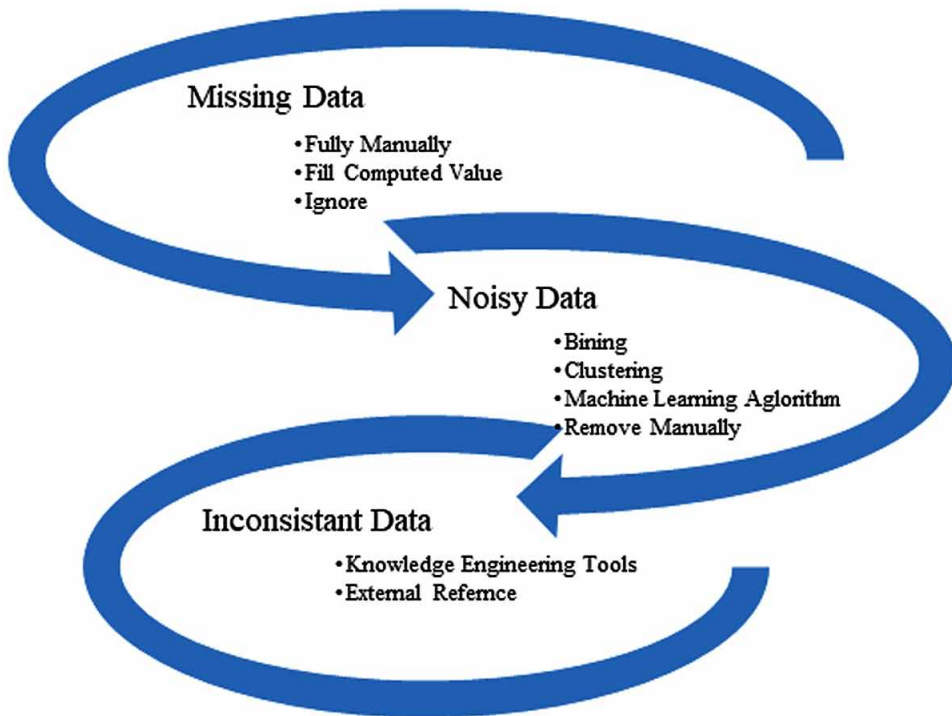 Missing Data
•Fully Manually
•Fill Computed Value
•Ignore
Noisy Data
•Bining
•Clustering
•Machine Learning Aglorithm
•Remove Manually
Inconsistant Data
•Knowledge Engineering Tools
•External Refernce